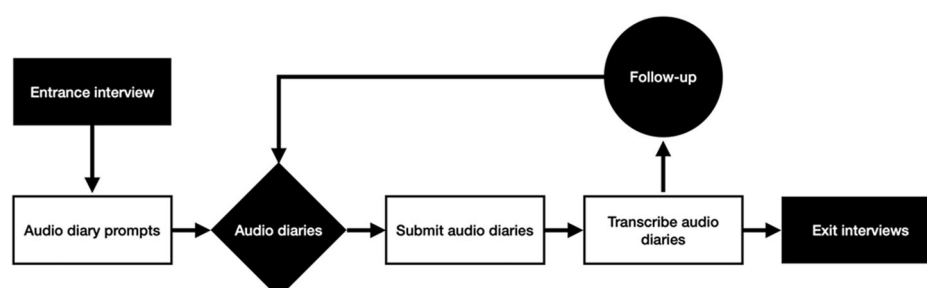 Entrance interview
Follow-up
Audio diary prompts
Audio diaries
Submit audio diaries
Transcribe audio
diaries
Exit interviews